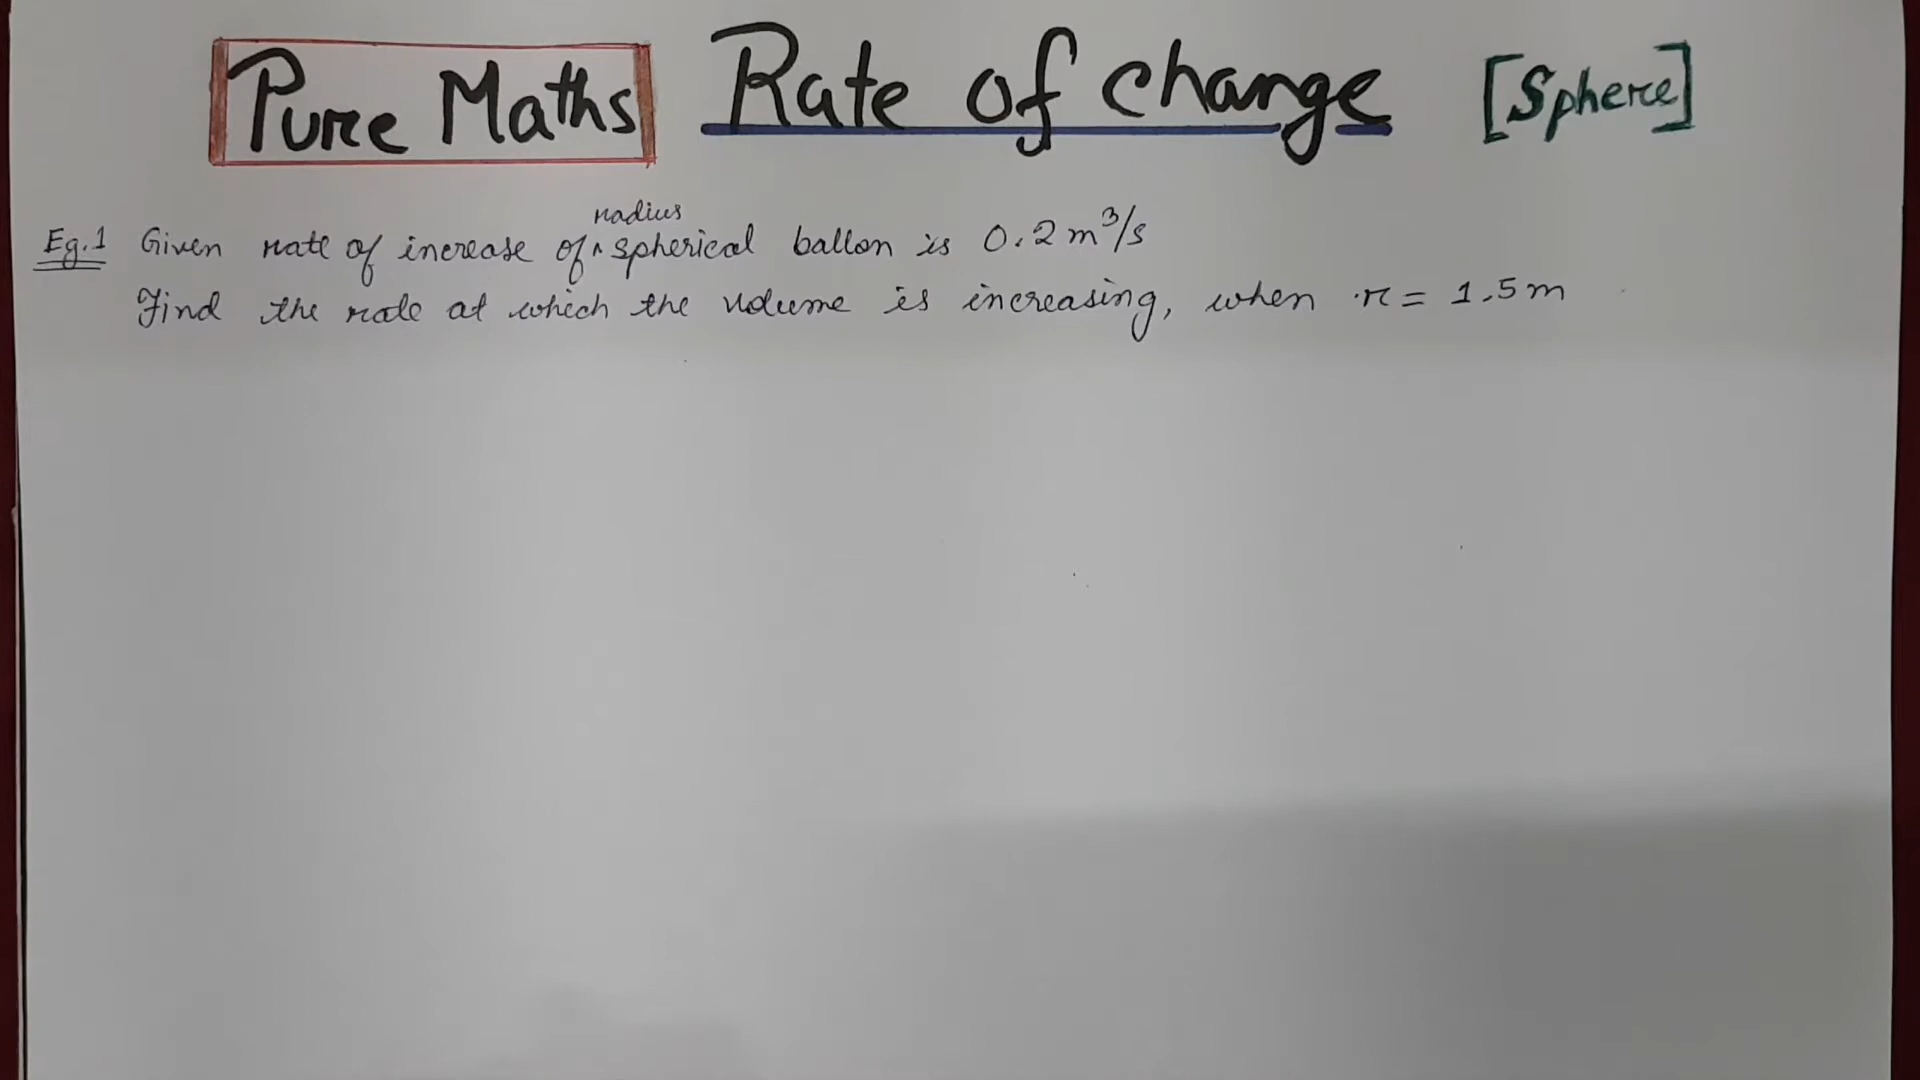 Pure Maths Rate of change [Sphere]
radius
Eg.1 Given rate of increase of ^ spherical ballon is 0.2 m³/s
Find the rate at which the volume is increasing, when r = 1.5m